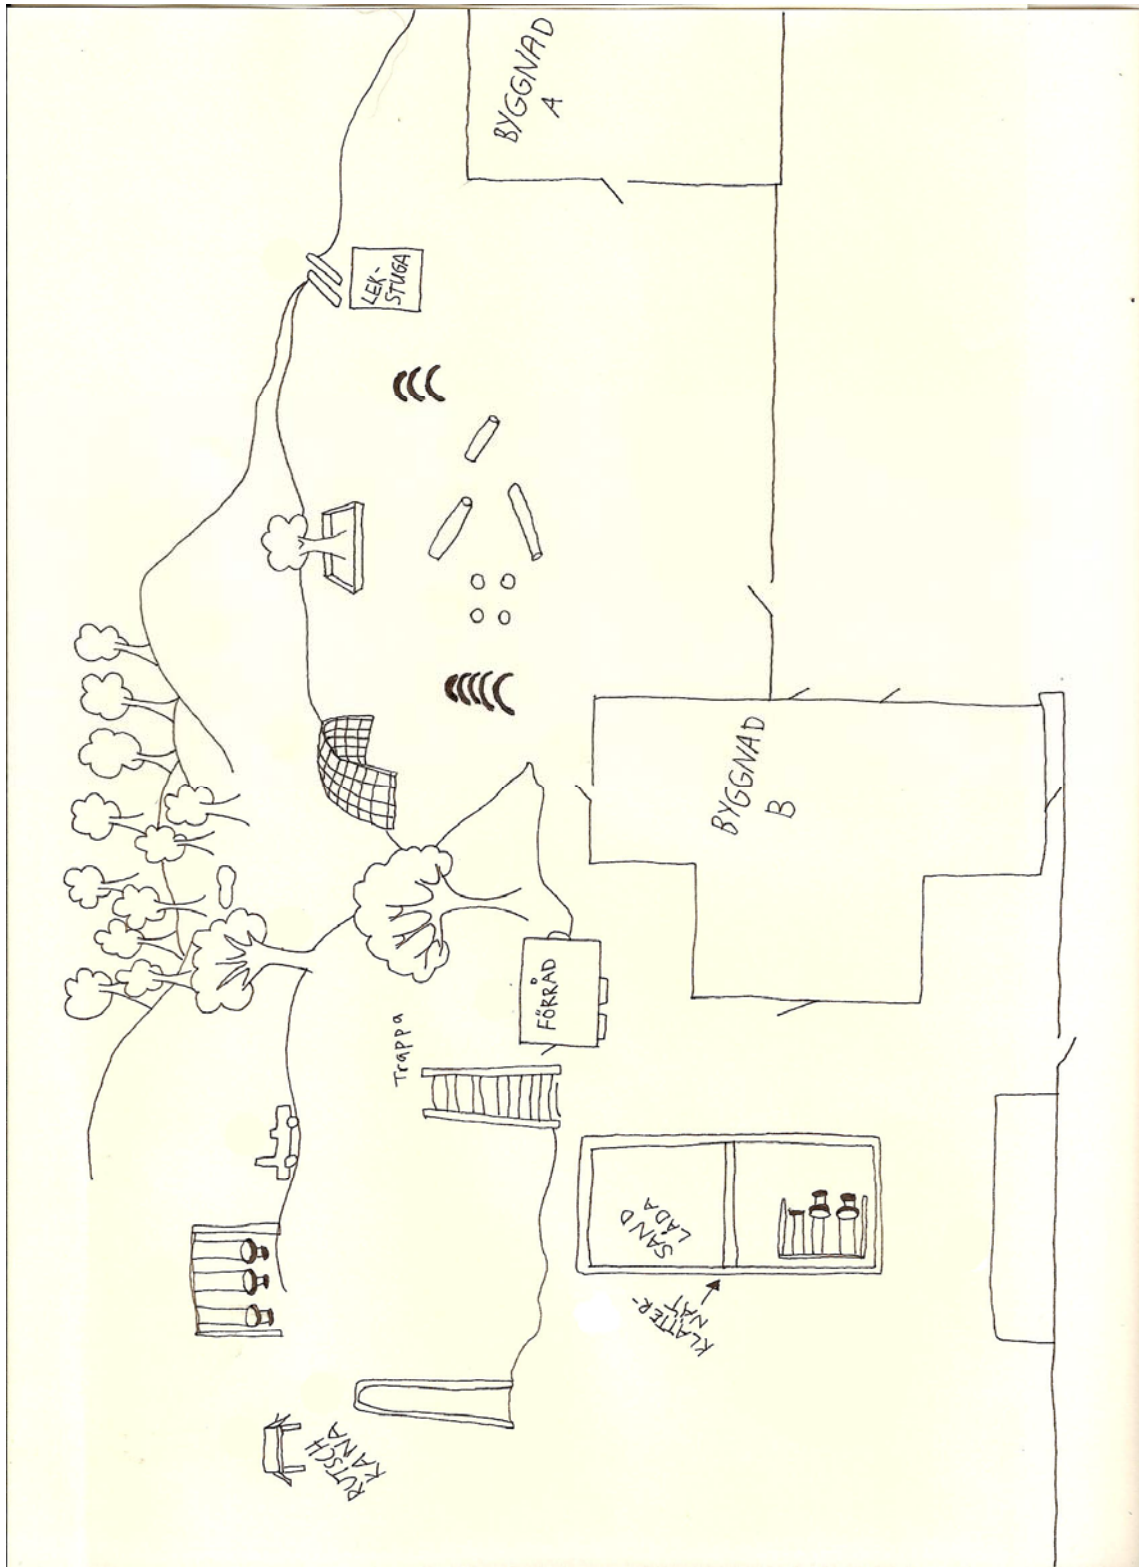 BYGGNAD
A
LEK-
STUGA
BYGGNAD
B
FÖRRÅD
Trappa
SAND
LÅDA
KLÄTTER-
NÄT
RUTSCH
KANA